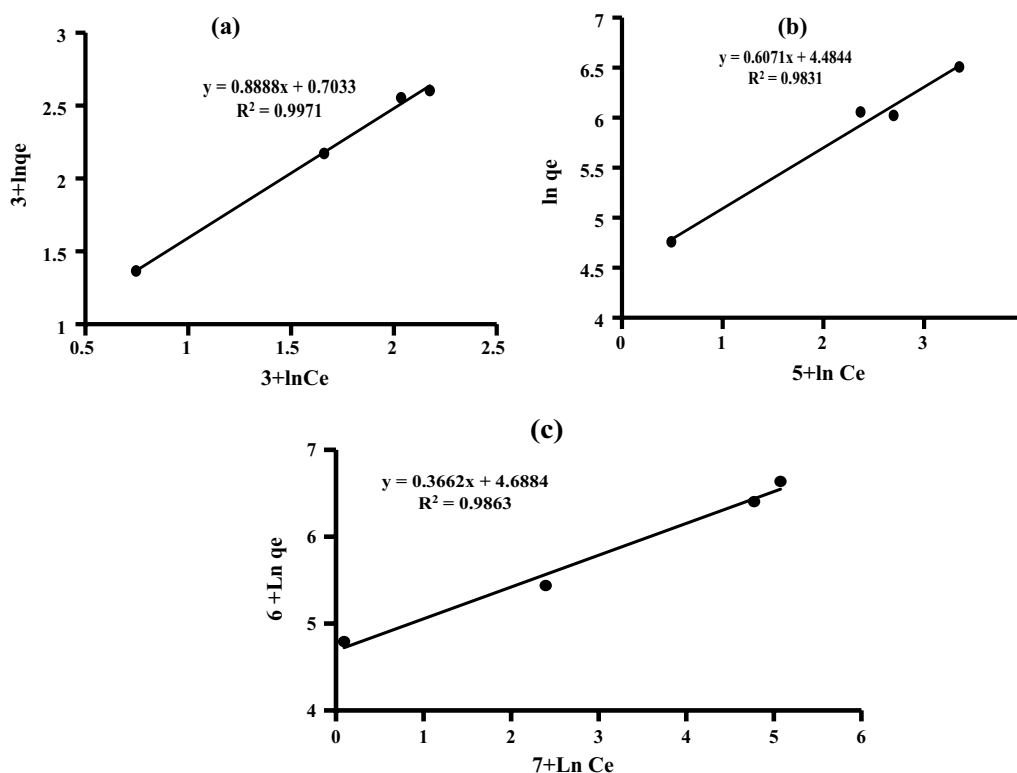 (a)
3
2.5
2
1.5
1
y = 0.8888x + 0.7033
R² = 0.9971
3+lnqe
0.5 1 1.5 2 2.5
3+lnCe
(b)
7
6.5
6
5.5
5
4.5
4
y = 0.6071x + 4.4844
R² = 0.9831
ln qe
0 1 2 3
5+ln Ce
(c)
7
6
5
4
y = 0.3662x + 4.6884
R² = 0.9863
6 +Ln qe
0 1 2 3 4 5 6
7+Ln Ce